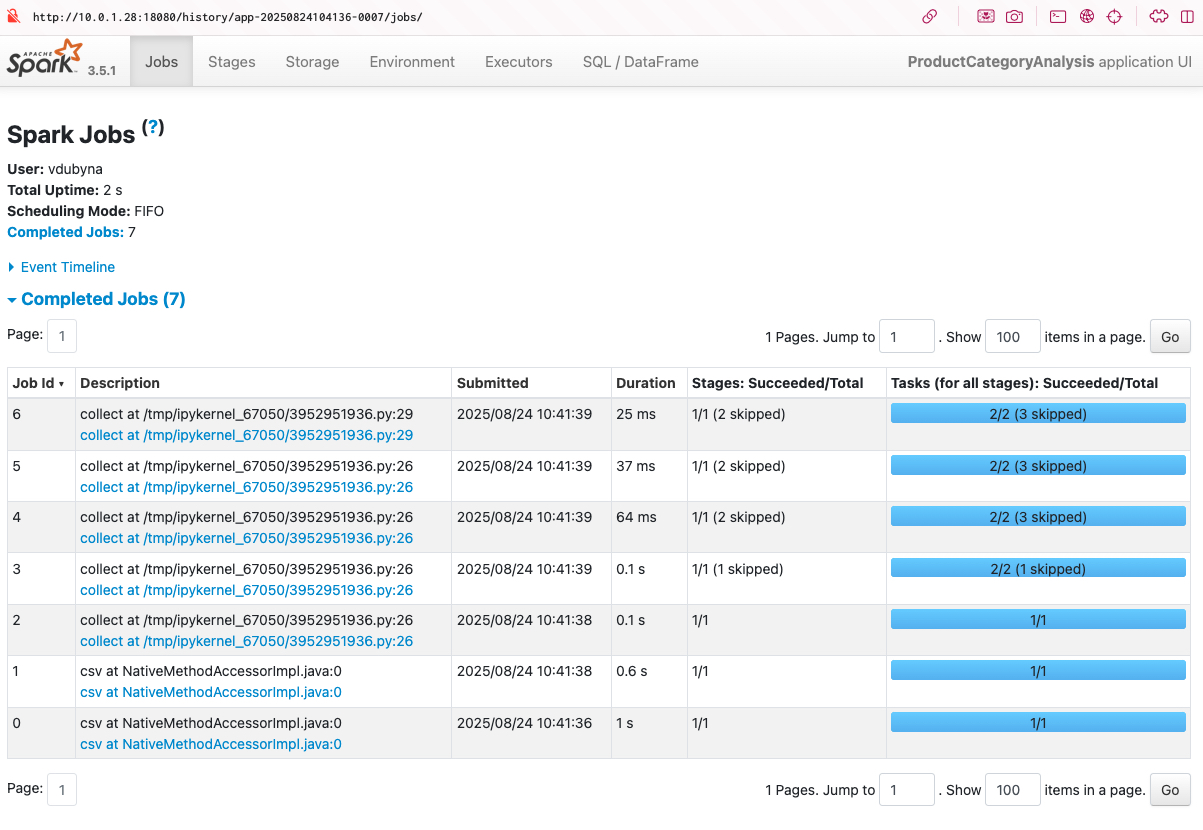 http://10.0.1.28:18080/history/app-20250824104136-0007/jobs/
APACHE Spark 3.5.1 Jobs Stages Storage Environment Executors SQL / DataFrame ProductCategoryAnalysis application UI
Spark Jobs (?)
User: vdubyna
Total Uptime: 2 s
Scheduling Mode: FIFO
Completed Jobs: 7
Event Timeline
Completed Jobs (7)
Page: 1 1 Pages. Jump to 1 . Show 100 items in a page. Go
Job Id ▾ Description Submitted Duration Stages: Succeeded/Total Tasks (for all stages): Succeeded/Total
6 collect at /tmp/ipykernel_67050/3952951936.py:29 2025/08/24 10:41:39 25 ms 1/1 (2 skipped) 2/2 (3 skipped)
collect at /tmp/ipykernel_67050/3952951936.py:29
5 collect at /tmp/ipykernel_67050/3952951936.py:26 2025/08/24 10:41:39 37 ms 1/1 (2 skipped) 2/2 (3 skipped)
collect at /tmp/ipykernel_67050/3952951936.py:26
4 collect at /tmp/ipykernel_67050/3952951936.py:26 2025/08/24 10:41:39 64 ms 1/1 (2 skipped) 2/2 (3 skipped)
collect at /tmp/ipykernel_67050/3952951936.py:26
3 collect at /tmp/ipykernel_67050/3952951936.py:26 2025/08/24 10:41:39 0.1 s 1/1 (1 skipped) 2/2 (1 skipped)
collect at /tmp/ipykernel_67050/3952951936.py:26
2 collect at /tmp/ipykernel_67050/3952951936.py:26 2025/08/24 10:41:38 0.1 s 1/1 1/1
collect at /tmp/ipykernel_67050/3952951936.py:26
1 csv at NativeMethodAccessorImpl.java:0 2025/08/24 10:41:38 0.6 s 1/1 1/1
csv at NativeMethodAccessorImpl.java:0
0 csv at NativeMethodAccessorImpl.java:0 2025/08/24 10:41:36 1 s 1/1 1/1
csv at NativeMethodAccessorImpl.java:0
Page: 1 1 Pages. Jump to 1 . Show 100 items in a page. Go